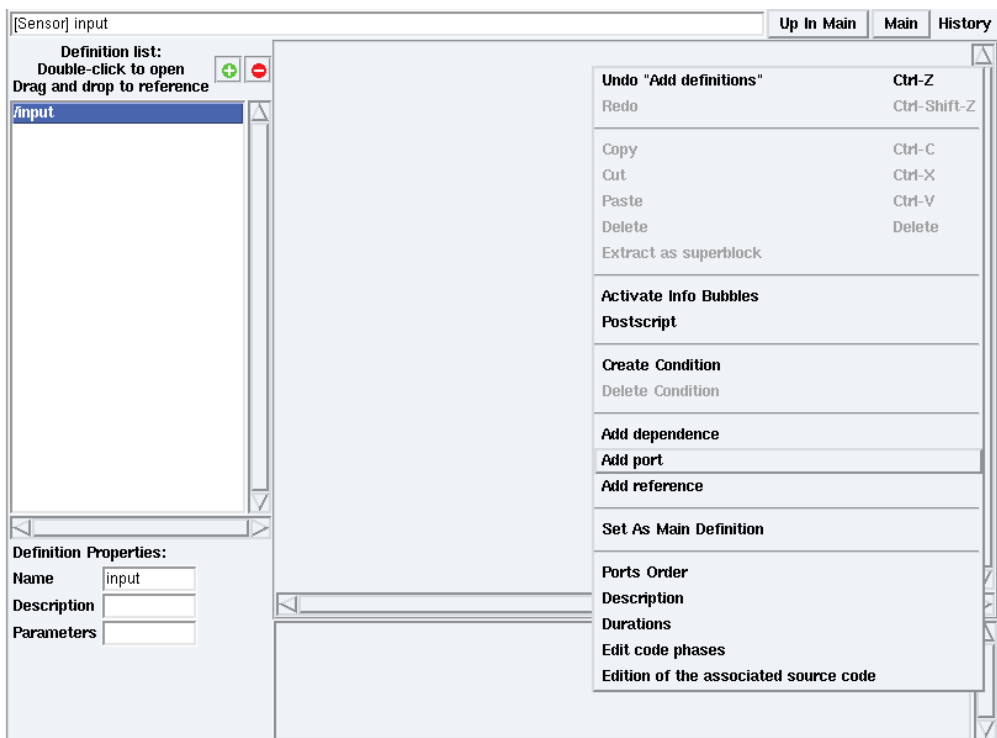 [Sensor] input
Up In Main
Main
History
Definition list:
Double-click to open
Drag and drop to reference
/input
Definition Properties:
Name input
Description
Parameters
Undo "Add definitions" Ctrl-Z
Redo Ctrl-Shift-Z
Copy Ctrl-C
Cut Ctrl-X
Paste Ctrl-V
Delete Delete
Extract as superblock
Activate Info Bubbles
Postscript
Create Condition
Delete Condition
Add dependence
Add port
Add reference
Set As Main Definition
Ports Order
Description
Durations
Edit code phases
Edition of the associated source code